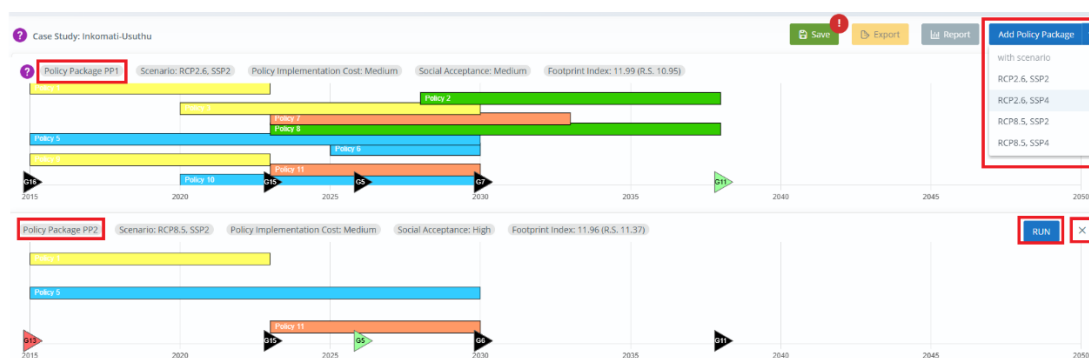 ? Case Study: Inkomati-Usuthu
Save ! Export Report Add Policy Package
with scenario
RCP2.6, SSP2
RCP2.6, SSP4
RCP8.5, SSP2
RCP8.5, SSP4
? Policy Package PP1 Scenario: RCP2.6, SSP2 Policy Implementation Cost: Medium Social Acceptance: Medium Footprint Index: 11.99 (R.S. 10.95)
Policy 2
Policy 7
Policy 8
Policy 5
Policy 6
Policy 11
Policy 10
G16 G15 G5 G7 G11
2015 2020 2025 2030 2035 2040 2045 2050
Policy Package PP2 Scenario: RCP8.5, SSP2 Policy Implementation Cost: Medium Social Acceptance: High Footprint Index: 11.96 (R.S. 11.37) RUN ×
Policy 1
Policy 5
Policy 11
G13 G15 G5 G6 G11
2015 2020 2025 2030 2035 2040 2045 2050